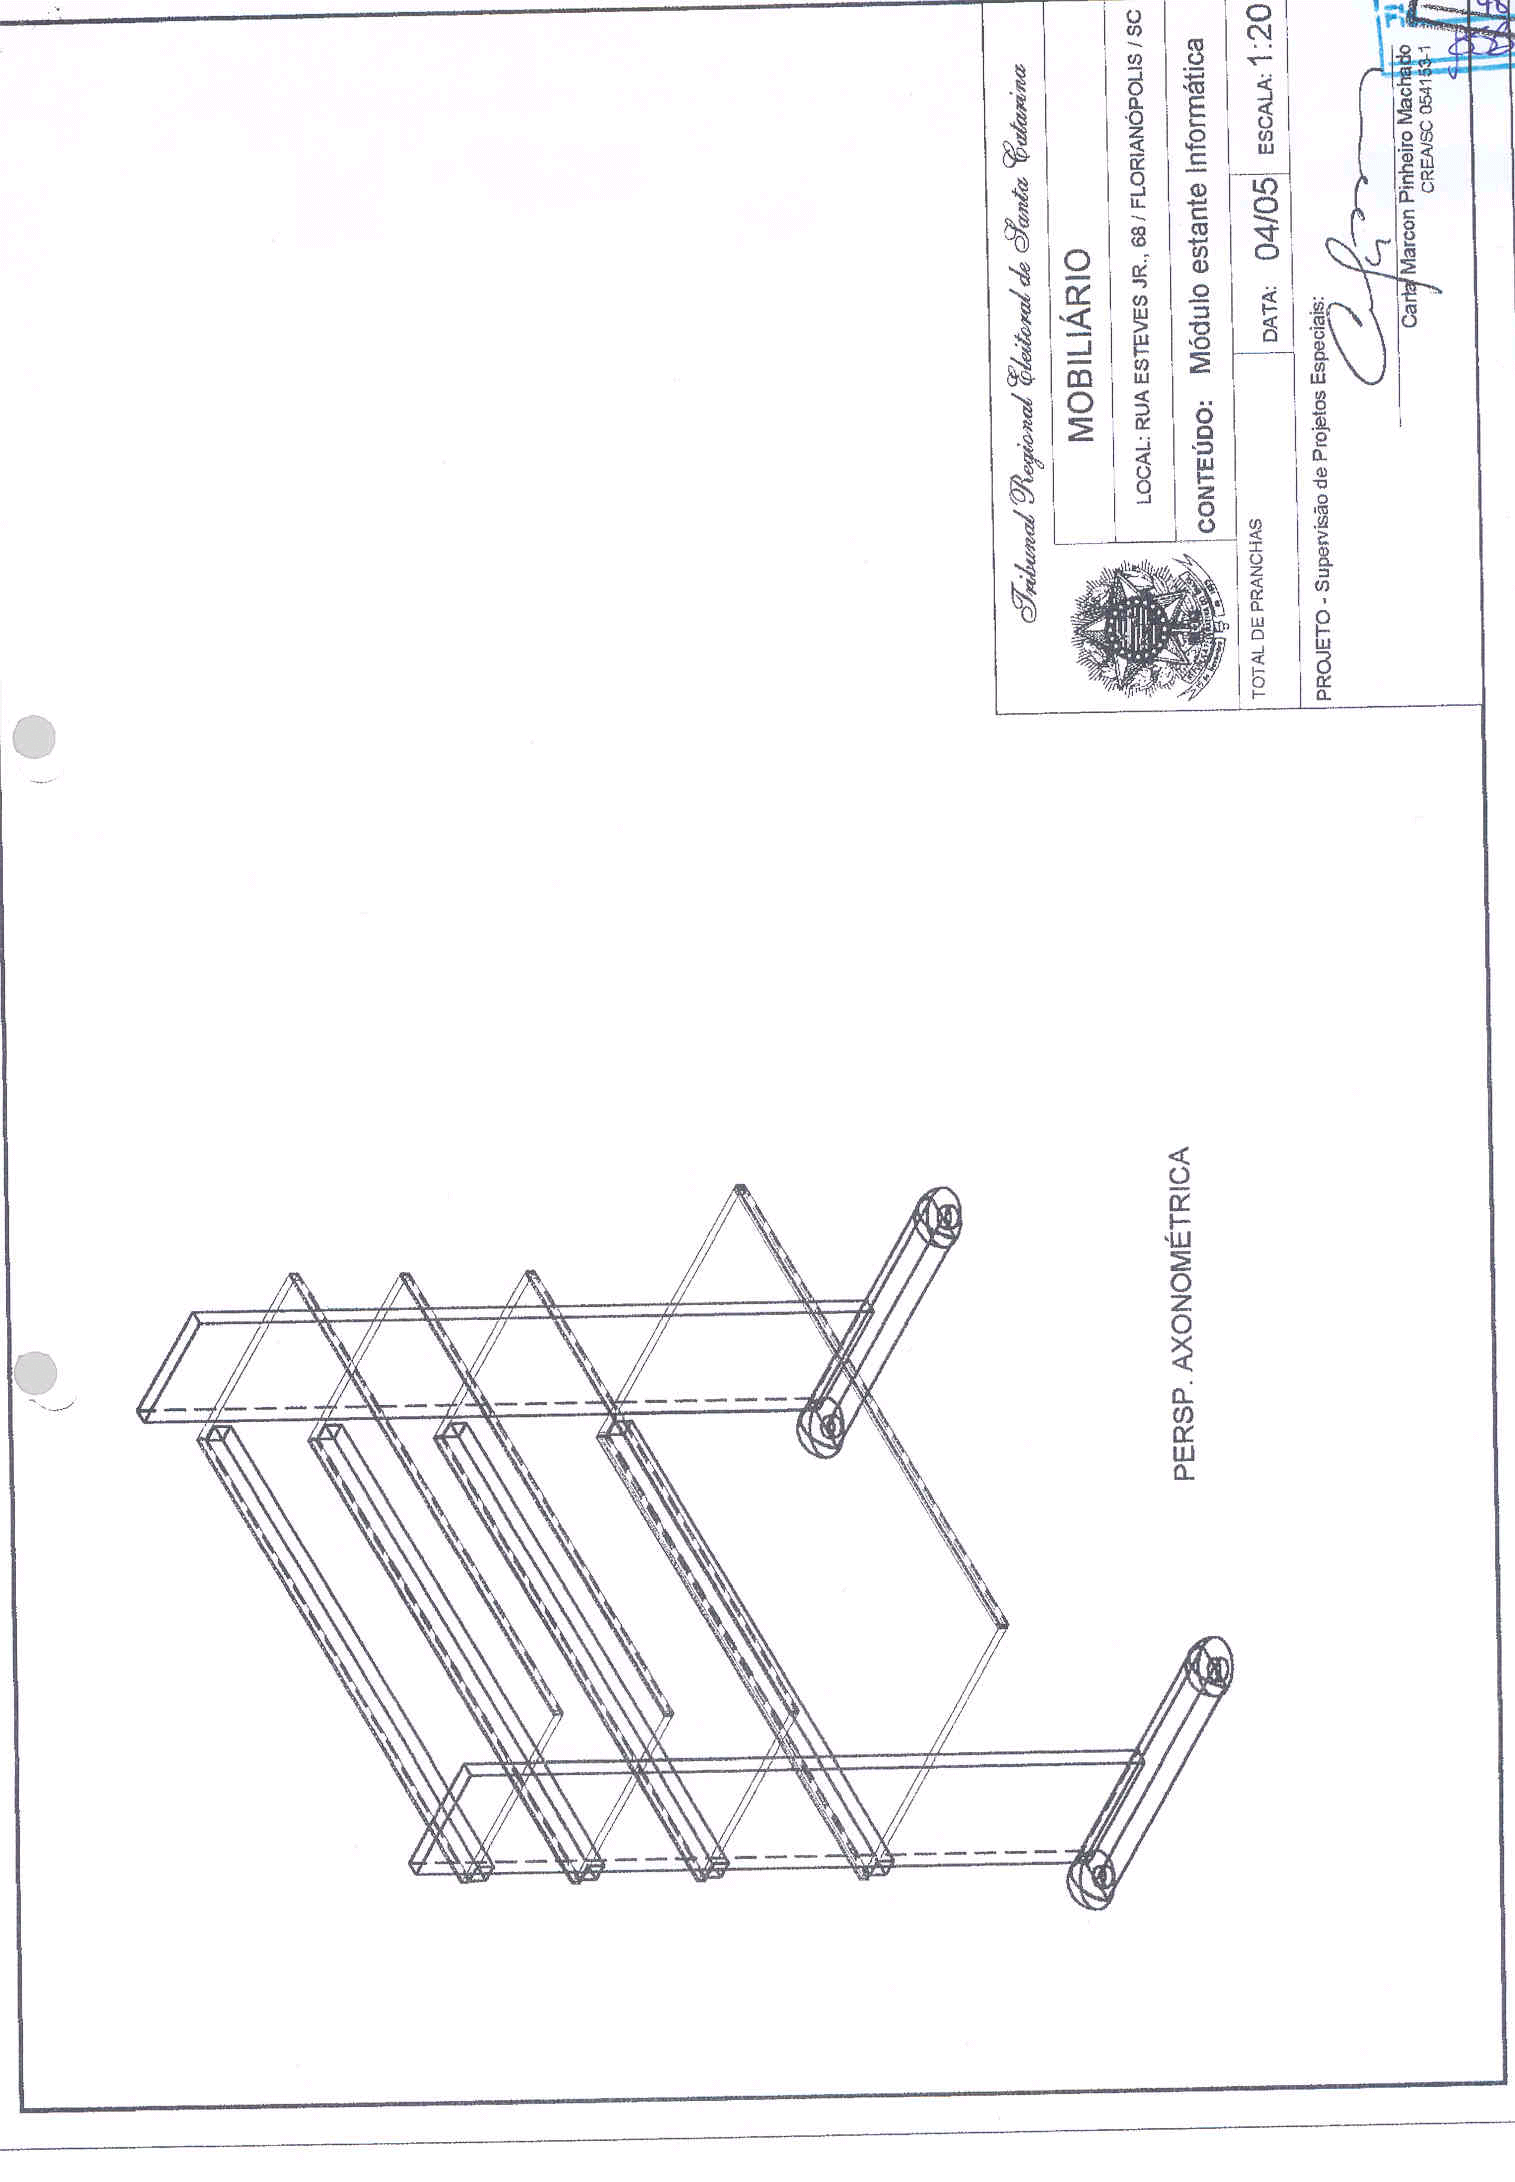 Tribunal Regional Eleitoral de Santa Catarina
MOBILIÁRIO
LOCAL: RUA ESTEVES JR., 68 / FLORIANÓPOLIS / SC
CONTEÚDO: Módulo estante Informática
TOTAL DE PRANCHAS
DATA: 04/05
ESCALA: 1:20
PROJETO - Supervisão de Projetos Especiais:
Carla Marcon Pinheiro Machado
CREA/SC 054153-1
PERSP. AXONOMÉTRICA